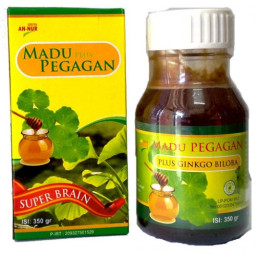 AN-NUR
MADU PLUS
PEGAGAN
SUPER BRAIN
ISI: 350 gr
MADU PEGAGAN
PLUS GINKGO BILOBA
ISI: 350 gr